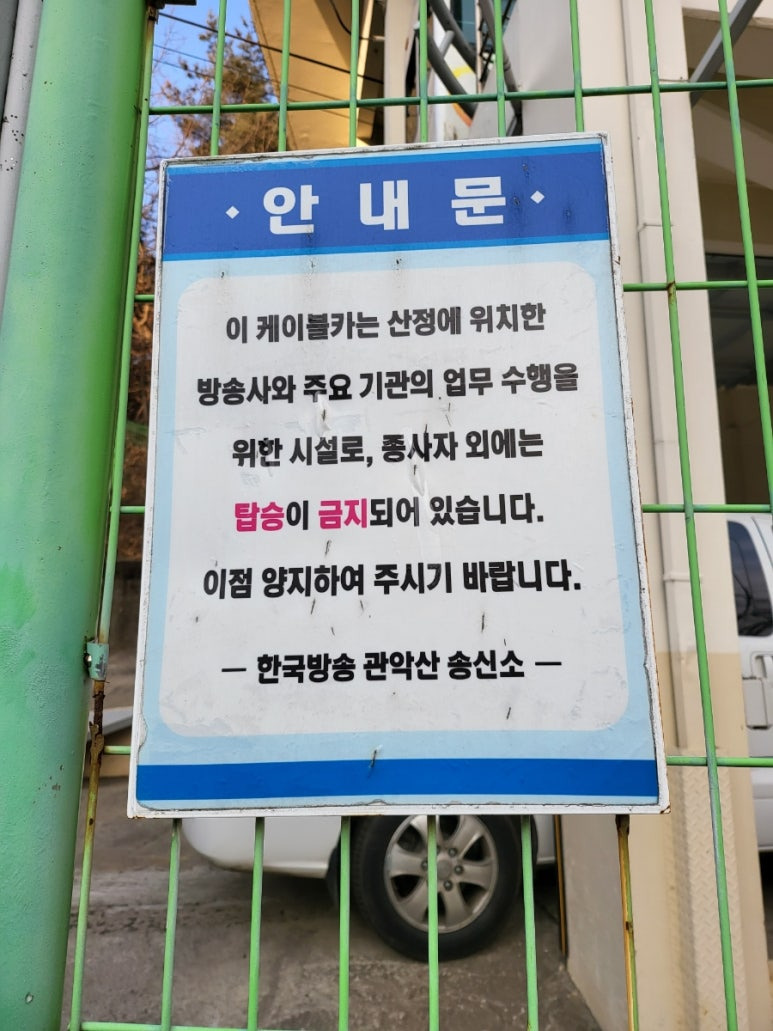 · 안 내 문 ·
이 케이블카는 산정에 위치한
방송사와 주요 기관의 업무 수행을
위한 시설로, 종사자 외에는
탑승이 금지되어 있습니다.
이점 양지하여 주시기 바랍니다.
— 한국방송 관악산 송신소 —